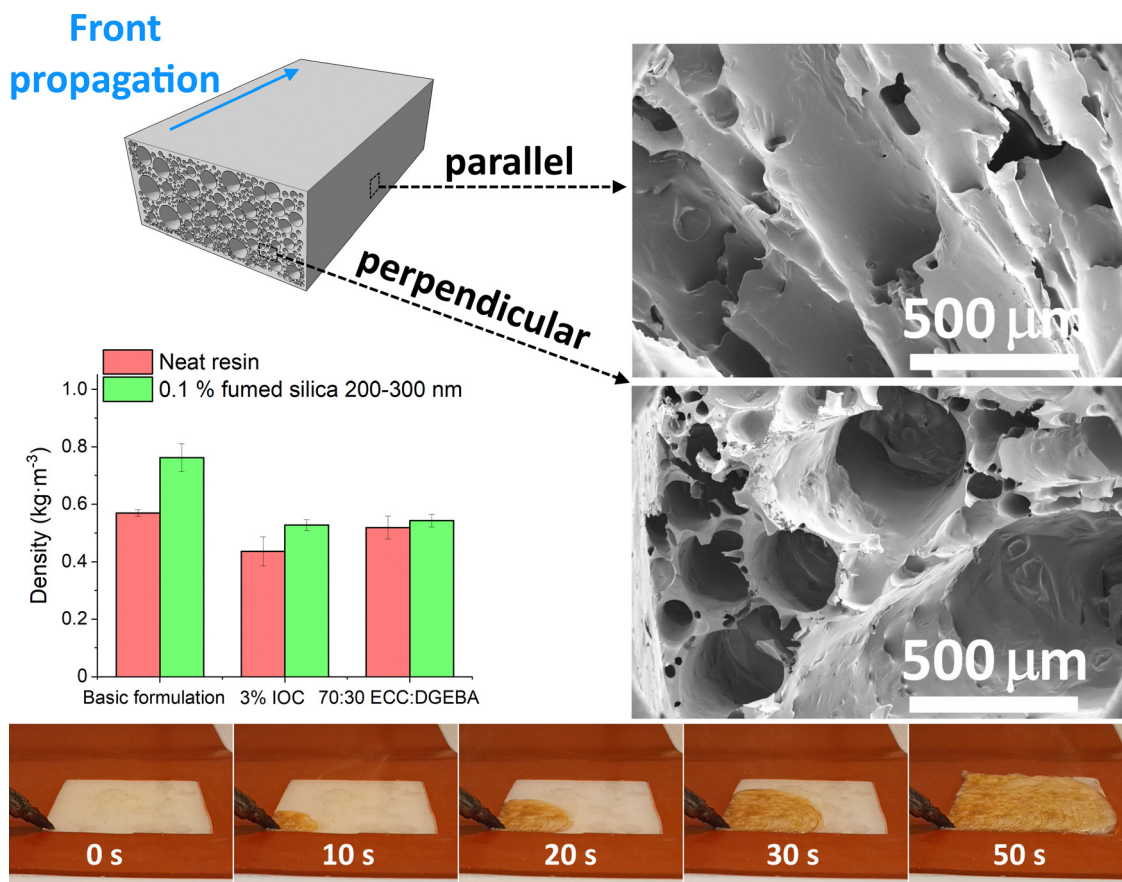 Front
propagation
parallel
perpendicular
500 µm
500 µm
Neat resin
0.1 % fumed silica 200-300 nm
Density (kg·m⁻³)
1.0
0.8
0.6
0.4
0.2
0
Basic formulation
3% IOC
70:30 ECC:DGEBA
0 s
10 s
20 s
30 s
50 s